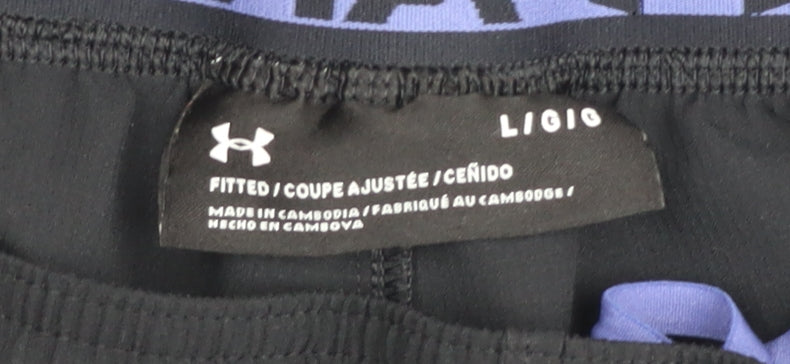 L/G/G
FITTED / COUPE AJUSTÉE / CEÑIDO
MADE IN CAMBODIA / FABRIQUÉ AU CAMBODGE /
HECHO EN CAMBOYA